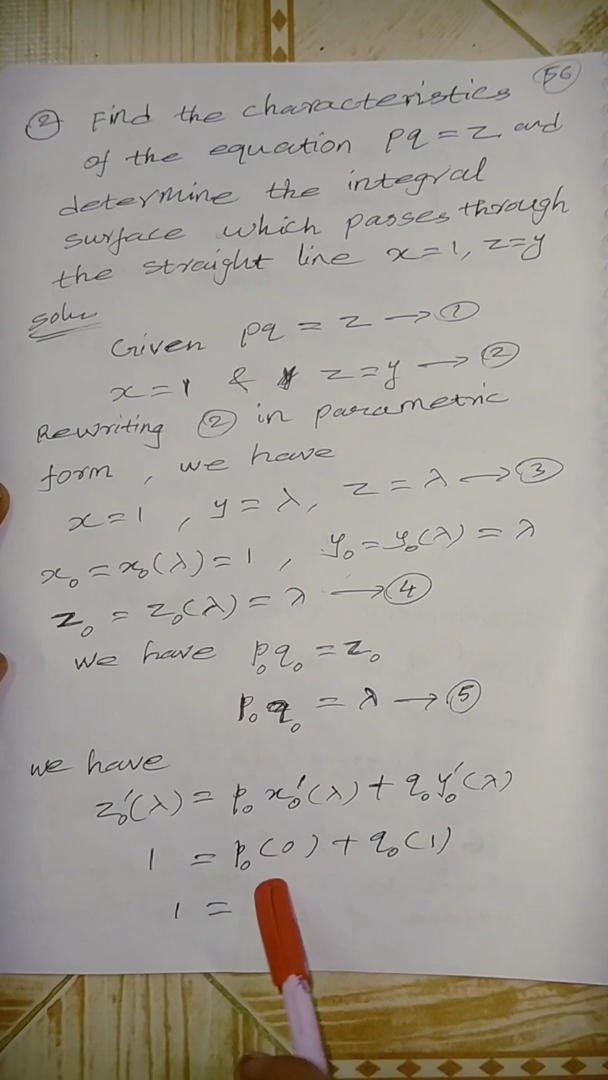 56
② Find the characteristics
of the equation pq = z and
determine the integral
surface which passes through
the straight line x=1, z=y
Soln
Given pq = z → ①
x=1 & z=y → ②
Rewriting ② in parametric
form, we have
x=1, y=λ, z=λ → ③
x₀ = x₀(λ) = 1, y₀ = y₀(λ) = λ
z₀ = z₀(λ) = λ → ④
we have p₀q₀ = z₀
p₀q₀ = λ → ⑤
we have
z₀'(λ) = p₀x₀'(λ) + q₀y₀'(λ)
1 = p₀(0) + q₀(1)
1 =